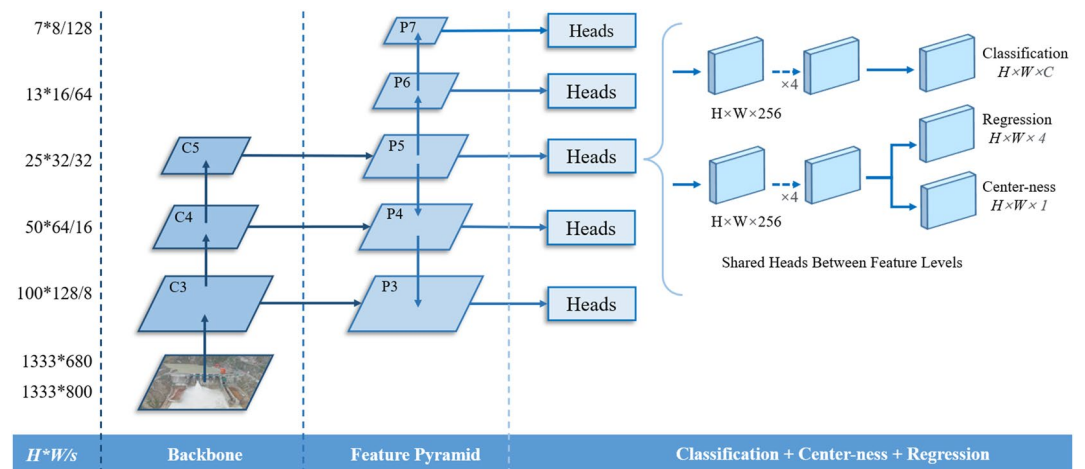 7*8/128
13*16/64
25*32/32
50*64/16
100*128/8
1333*680
1333*800
C5
C4
C3
P7
P6
P5
P4
P3
Heads
Heads
Heads
Heads
Heads
H×W×256
×4
Classification
H×W×C
H×W×256
×4
Regression
H×W×4
Center-ness
H×W×1
Shared Heads Between Feature Levels
H*W/s
Backbone
Feature Pyramid
Classification + Center-ness + Regression